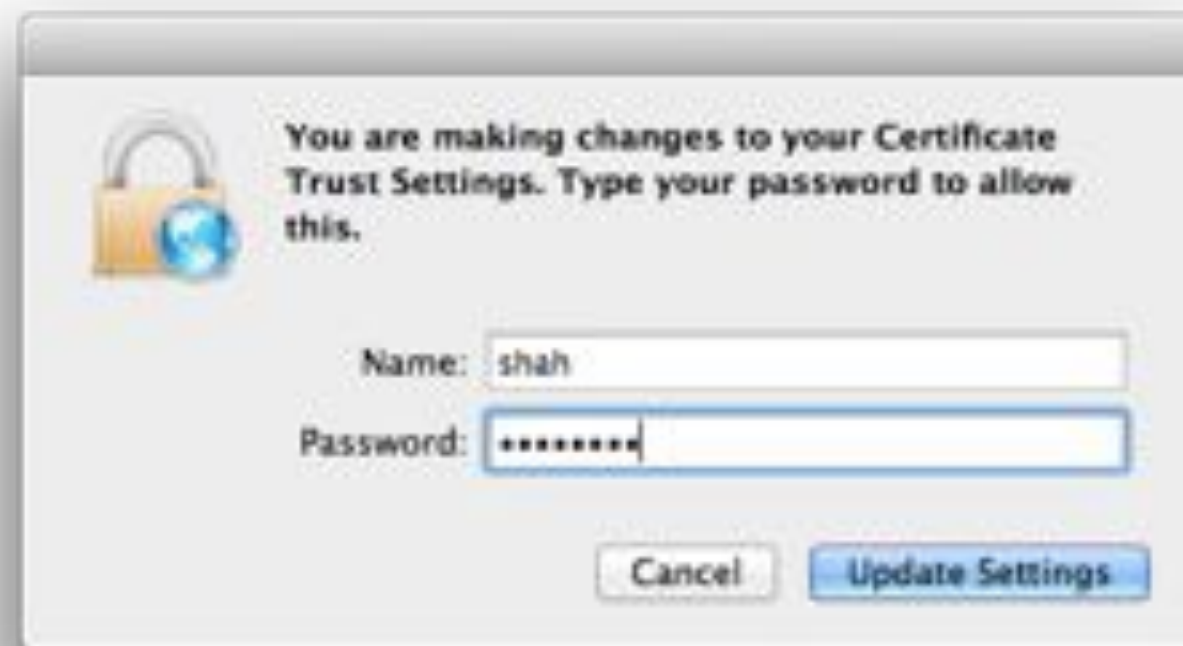 You are making changes to your Certificate
Trust Settings. Type your password to allow
this.
Name: shah
Password: ••••••••
Cancel Update Settings